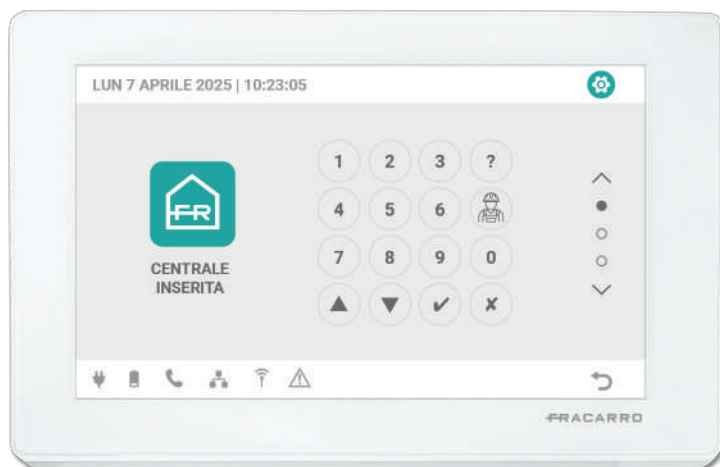 LUN 7 APRILE 2025 | 10:23:05
FR
CENTRALE
INSERITA
1 2 3 ?
4 5 6
7 8 9 0
▲ ▼ ✔ ✘
FRACARRO